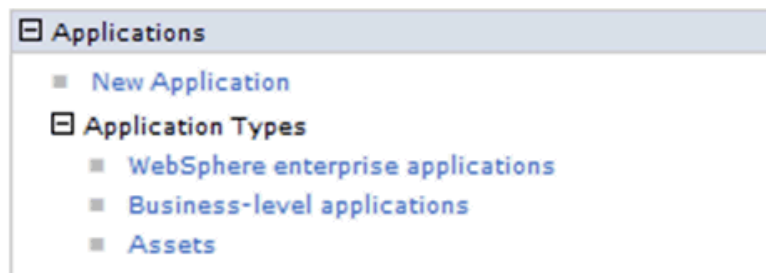 Applications
New Application
Application Types
WebSphere enterprise applications
Business-level applications
Assets